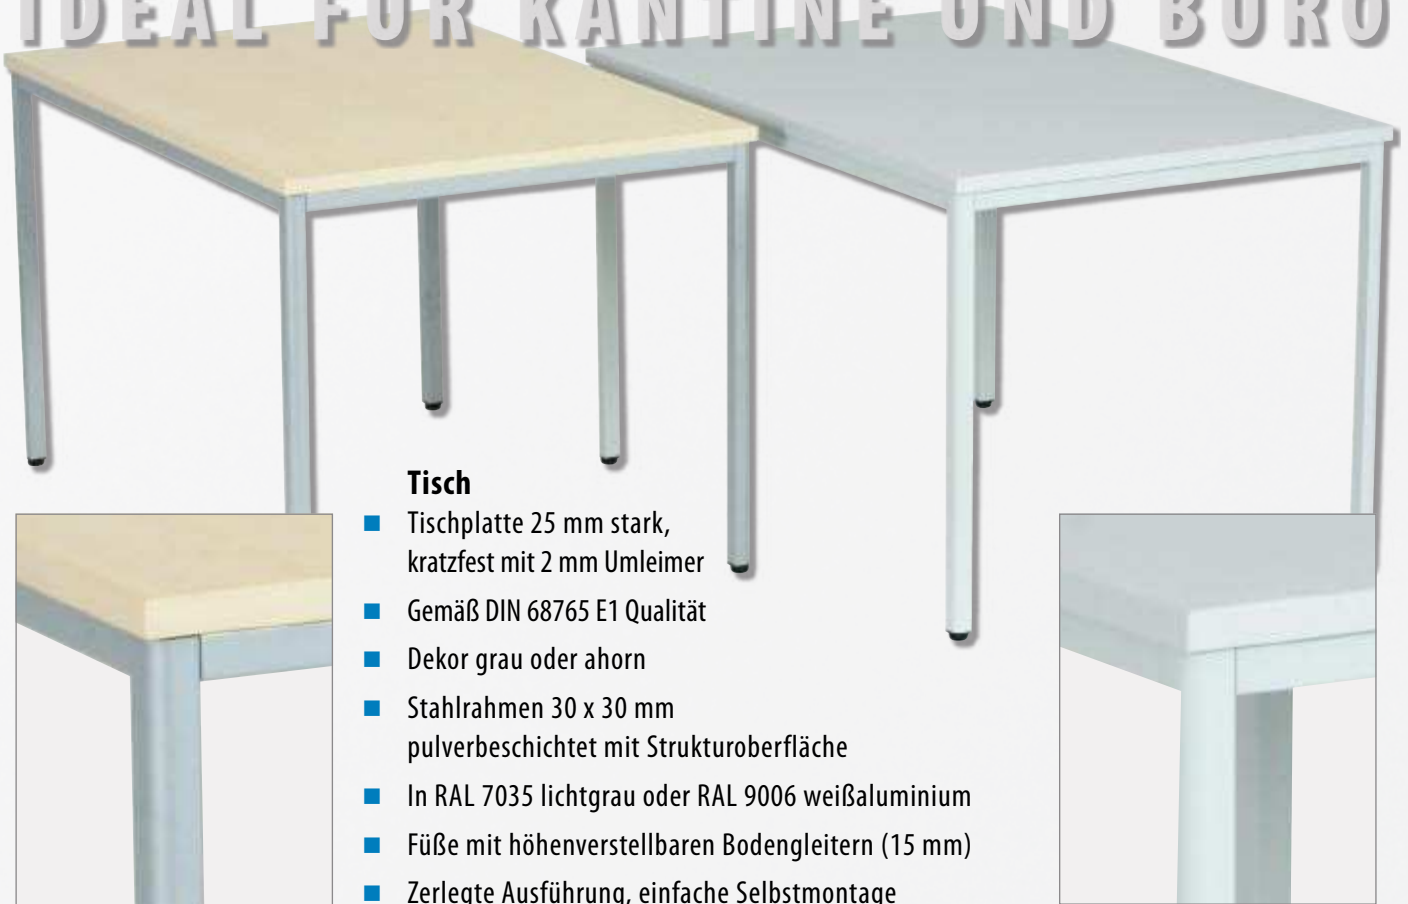 IDEAL FÜR KANTINE UND BÜRO
Tisch
Tischplatte 25 mm stark,
kratzfest mit 2 mm Umleimer
Gemäß DIN 68765 E1 Qualität
Dekor grau oder ahorn
Stahlrahmen 30 x 30 mm
pulverbeschichtet mit Strukturoberfläche
In RAL 7035 lichtgrau oder RAL 9006 weißaluminium
Füße mit höhenverstellbaren Bodengleitern (15 mm)
Zerlegte Ausführung, einfache Selbstmontage